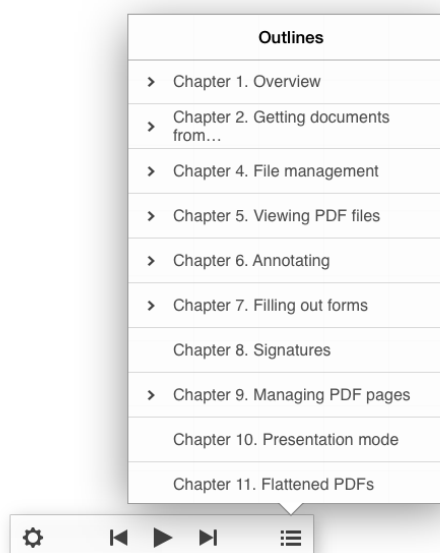 Outlines
Chapter 1. Overview
Chapter 2. Getting documents
from…
Chapter 4. File management
Chapter 5. Viewing PDF files
Chapter 6. Annotating
Chapter 7. Filling out forms
Chapter 8. Signatures
Chapter 9. Managing PDF pages
Chapter 10. Presentation mode
Chapter 11. Flattened PDFs